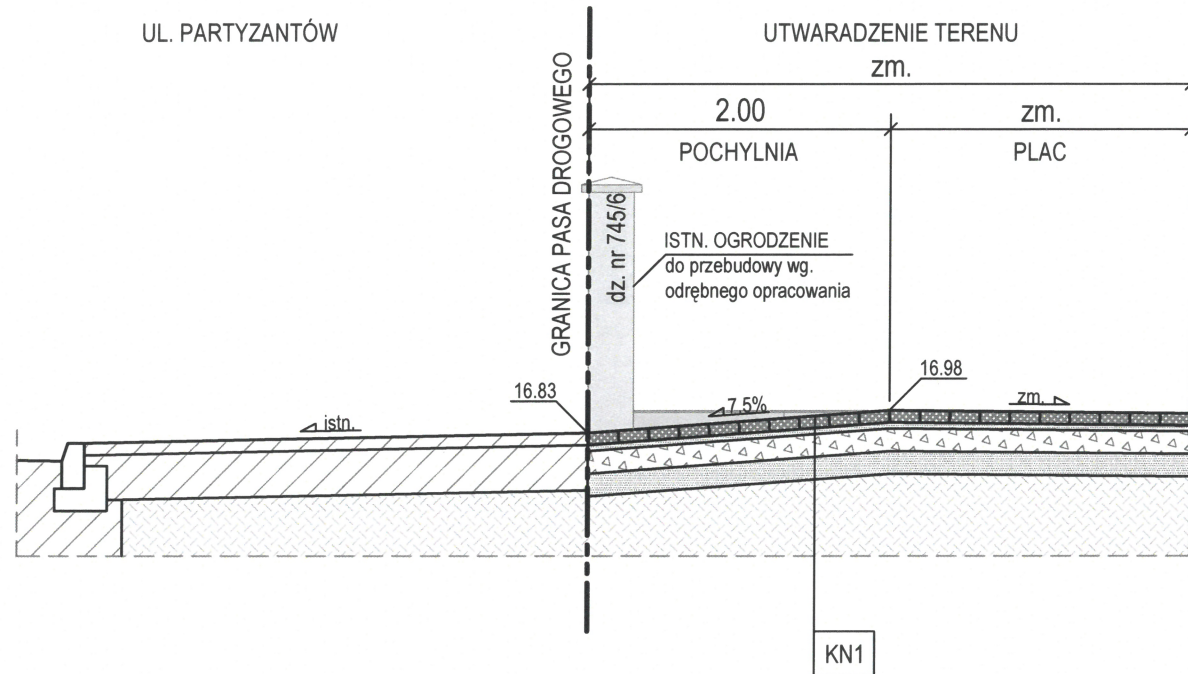 UL. PARTYZANTÓW
UTWARADZENIE TERENU
zm.
2.00
zm.
POCHYLNIA
PLAC
GRANICA PASA DROGOWEGO
dz. nr 745/6
ISTN. OGRODZENIE
do przebudowy wg.
odrębnego opracowania
16.83
16.98
istn.
7.5%
zm.
KN1